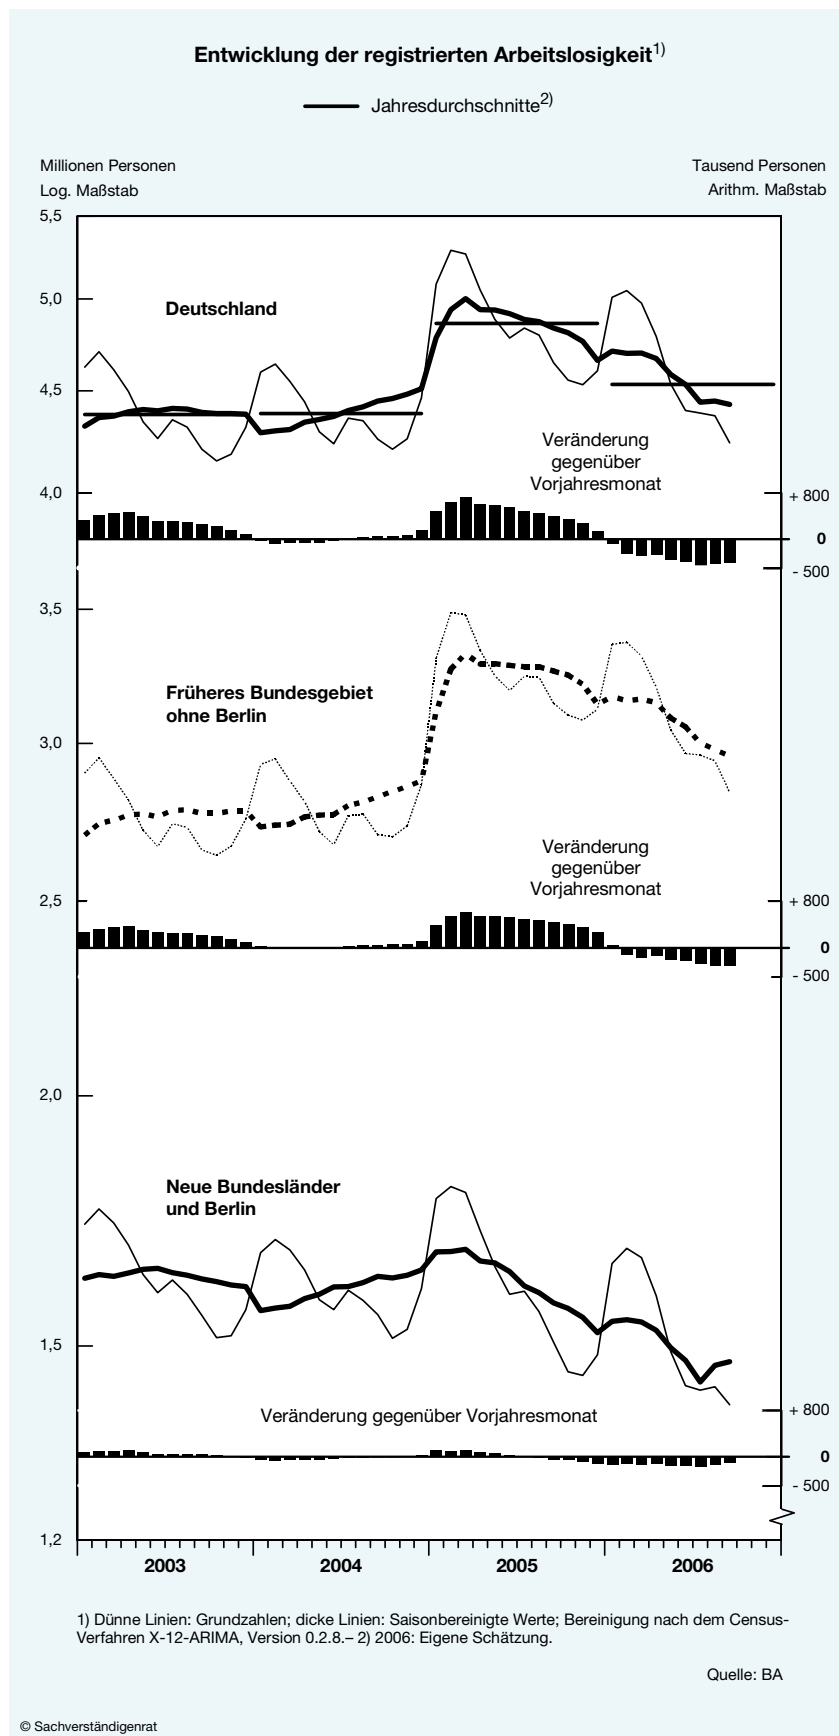 Entwicklung der registrierten Arbeitslosigkeit1)
Jahresdurchschnitte2)
Millionen Personen
Log. Maßstab
Tausend Personen
Arithm. Maßstab
5,5
5,0
Deutschland
4,5
Veränderung
gegenüber
Vorjahresmonat
4,0
+ 800
0
- 500
3,5
Früheres Bundesgebiet
ohne Berlin
3,0
Veränderung
gegenüber
Vorjahresmonat
2,5
+ 800
0
- 500
2,0
Neue Bundesländer
und Berlin
1,5
Veränderung gegenüber Vorjahresmonat
+ 800
0
- 500
1,2
2003 2004 2005 2006
1) Dünne Linien: Grundzahlen; dicke Linien: Saisonbereinigte Werte; Bereinigung nach dem Census-
Verfahren X-12-ARIMA, Version 0.2.8.– 2) 2006: Eigene Schätzung.
Quelle: BA
© Sachverständigenrat